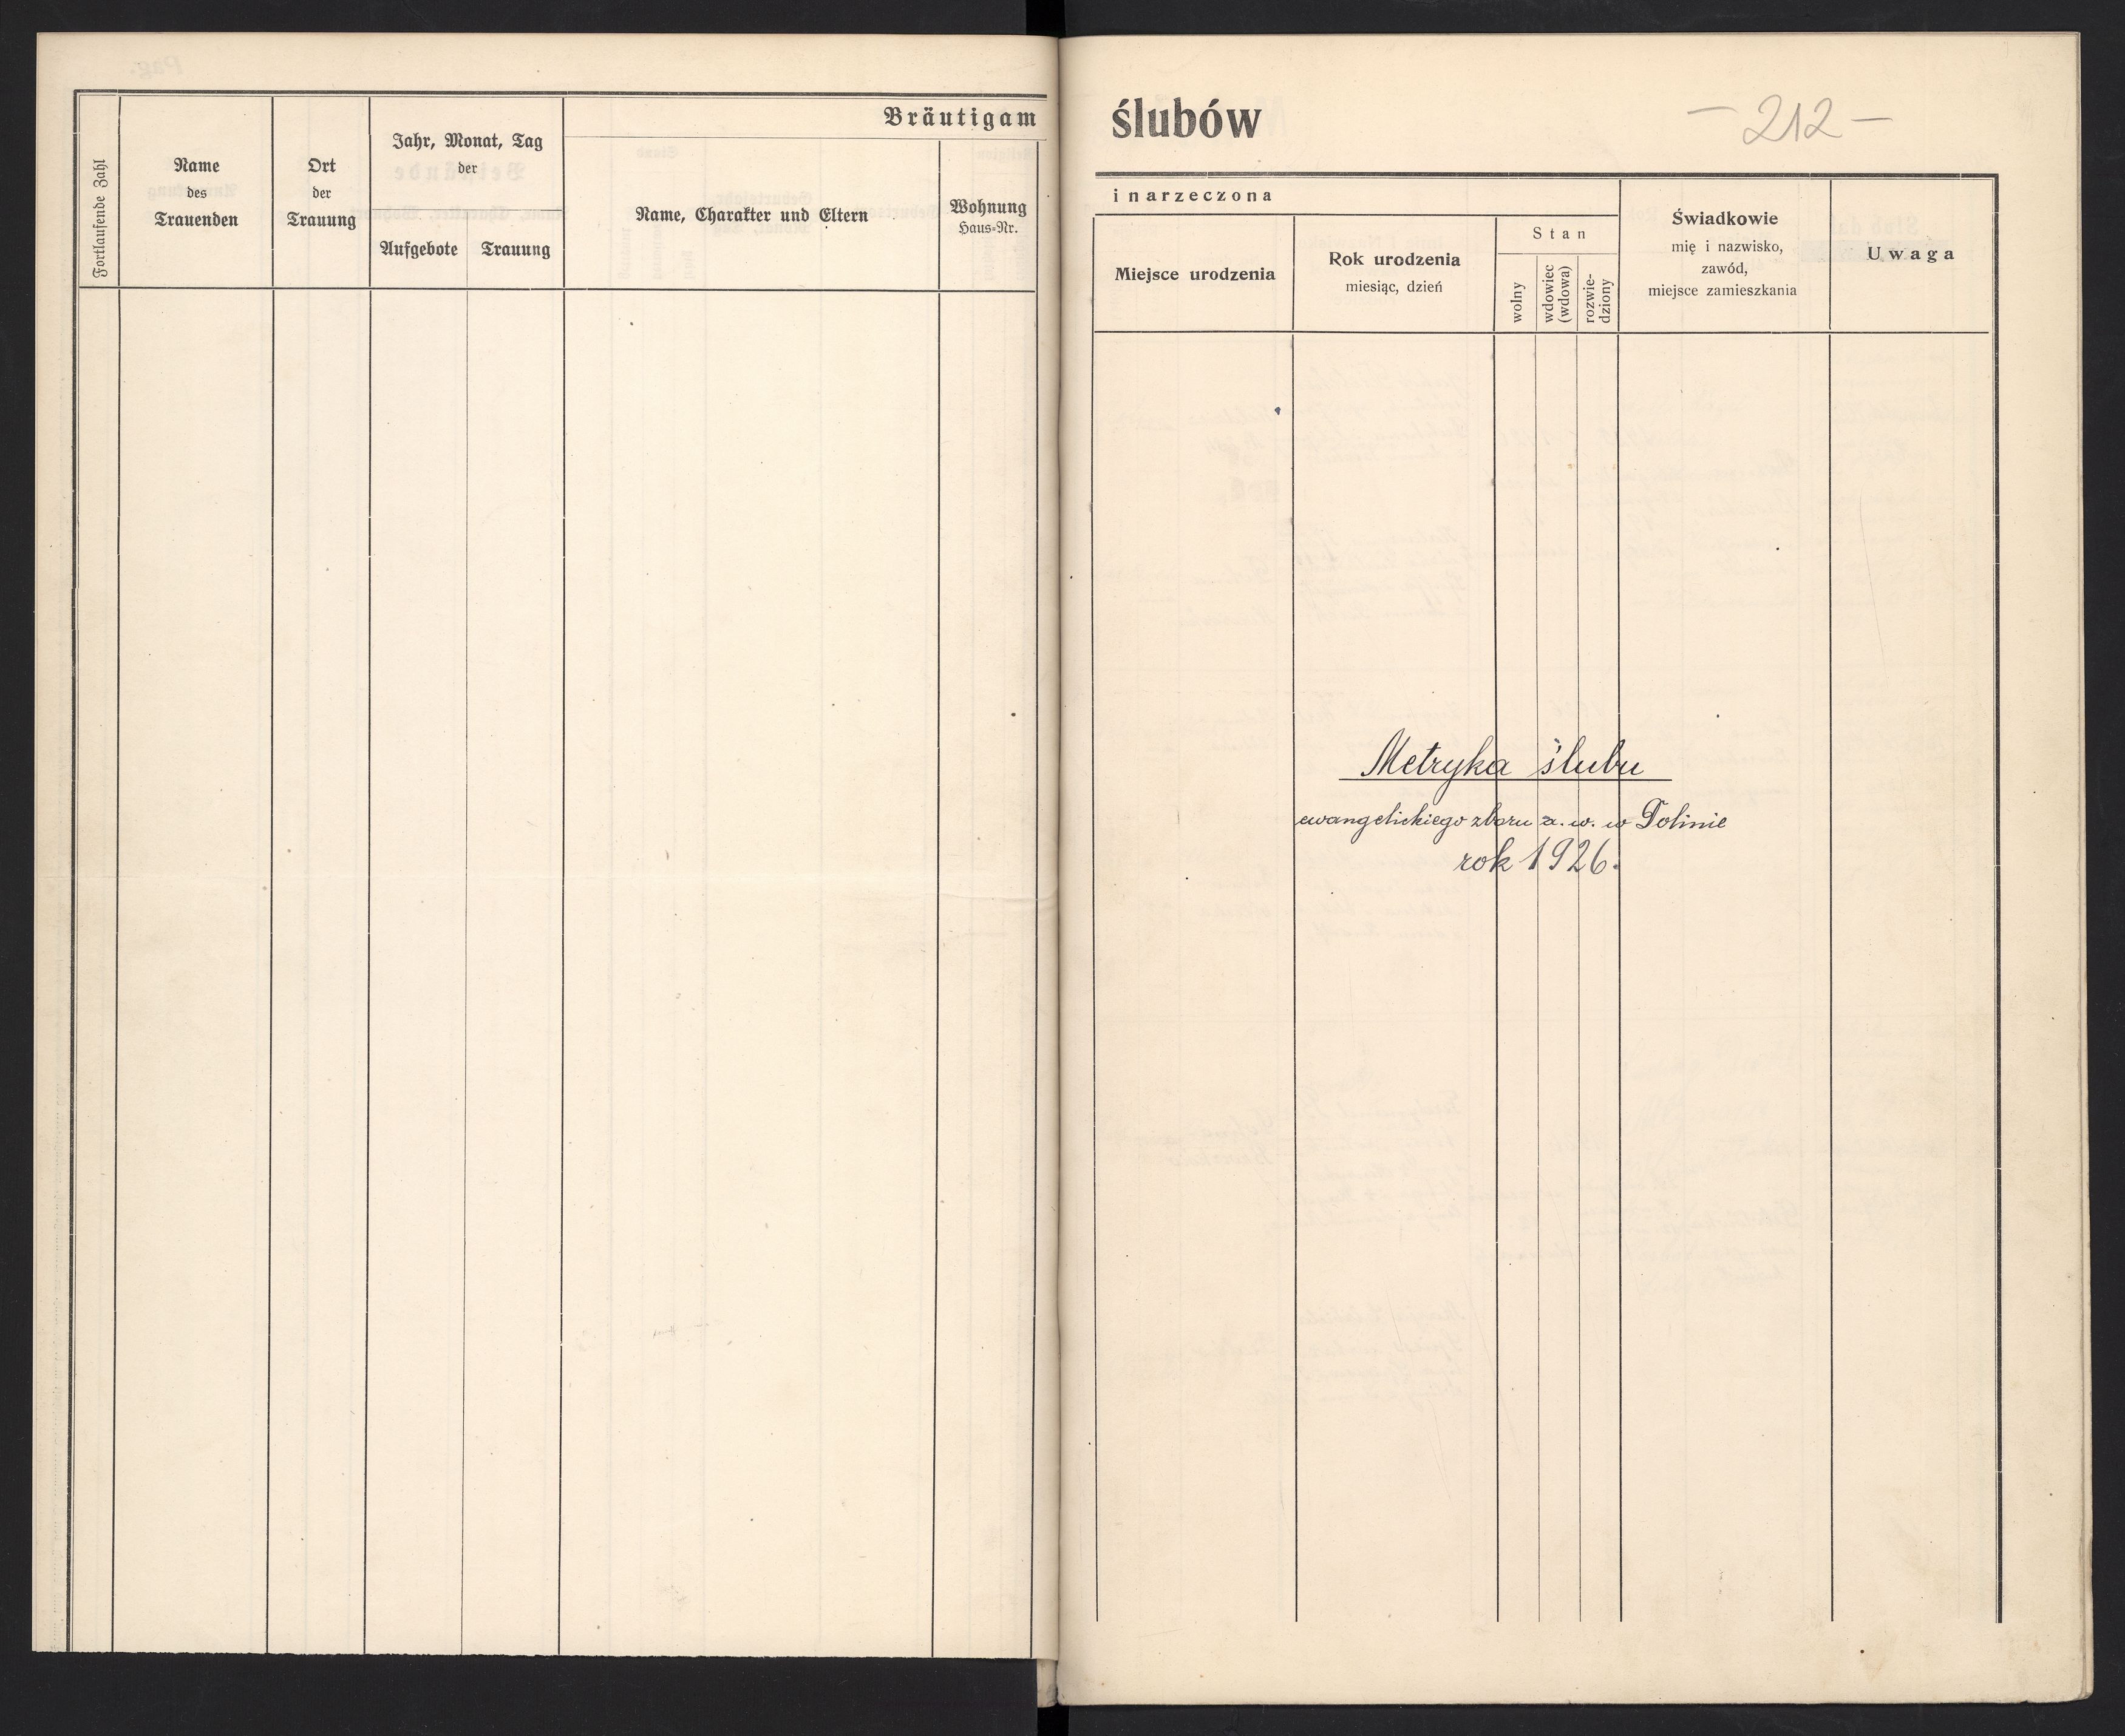 Bräutigam
Fortlaufende Zahl
Name
des
Trauenden
Ort
der
Trauung
Jahr, Monat, Tag
der
Aufgebote
Trauung
Name, Charakter und Eltern
Wohnung
Haus-Nr.
ślubów
- 212 -
i narzeczona
Miejsce urodzenia
Rok urodzenia
miesiąc, dzień
Stan
wolny
wdowiec
(wdowa)
rozwie-
dziony
Świadkowie
mię i nazwisko,
zawód,
miejsce zamieszkania
Uwaga
Metryka ślubu
ewangelickiego zboru a. w. w Dolinie
rok 1926.